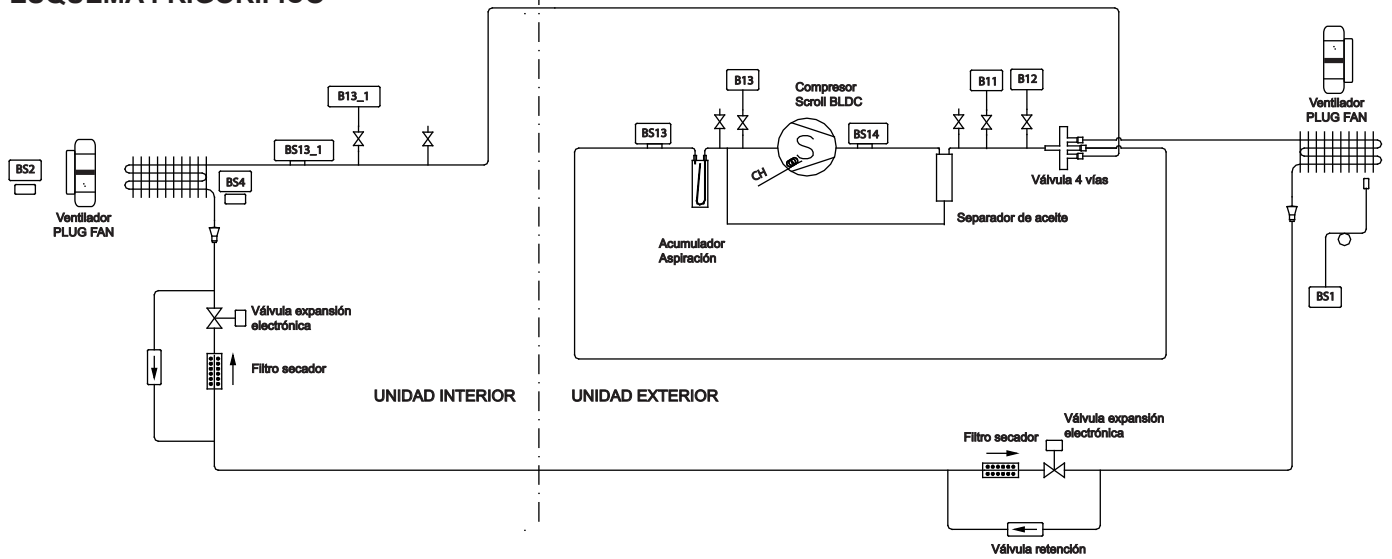 ESQUEMA FRIGORÍFICO
B13_1
BS13_1
BS2
BS4
Ventilador
PLUG FAN
Válvula expansión
electrónica
Filtro secador
UNIDAD INTERIOR
UNIDAD EXTERIOR
BS13
B13
Compresor
Scroll BLDC
S
CH
BS14
B11
B12
Válvula 4 vías
Separador de aceite
Acumulador
Aspiración
Ventilador
PLUG FAN
BS1
Filtro secador
Válvula expansión
electrónica
Válvula retención